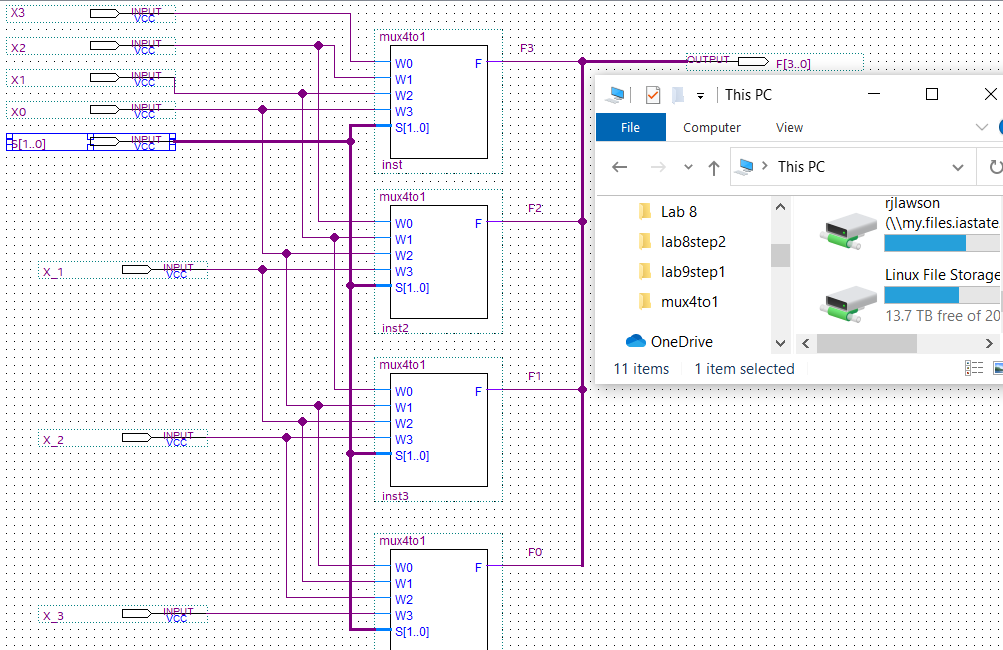 X3 INPUT VCC
X2 INPUT VCC
X1 INPUT VCC
X0 INPUT VCC
S[1..0] INPUT VCC
X_1 INPUT VCC
X_2 INPUT VCC
X_3 INPUT VCC
mux4to1
W0 F
W1
W2
W3
S[1..0]
inst
F3
mux4to1
W0 F
W1
W2
W3
S[1..0]
inst2
F2
mux4to1
W0 F
W1
W2
W3
S[1..0]
inst3
F1
mux4to1
W0 F
W1
W2
W3
S[1..0]
F0
OUTPUT F[3..0]
This PC
File Computer View
This PC
Lab 8
lab8step2
lab9step1
mux4to1
OneDrive
rjlawson
(\\my.files.iastate
Linux File Storage
13.7 TB free of 20
11 items 1 item selected